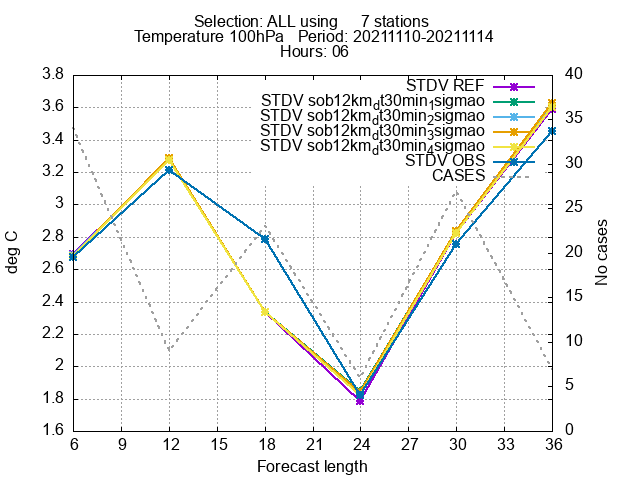 Selection: ALL using     7 stations
Temperature 100hPa   Period: 20211110-20211114
Hours: 06
3.8
3.6
3.4
3.2
3
2.8
2.6
2.4
2.2
2
1.8
1.6
deg C
STDV REF
STDV sob12km_dt30min_1sigmao
STDV sob12km_dt30min_2sigmao
STDV sob12km_dt30min_3sigmao
STDV sob12km_dt30min_4sigmao
STDV OBS
CASES
40
35
30
25
20
15
10
5
0
No cases
6 9 12 15 18 21 24 27 30 33 36
Forecast length